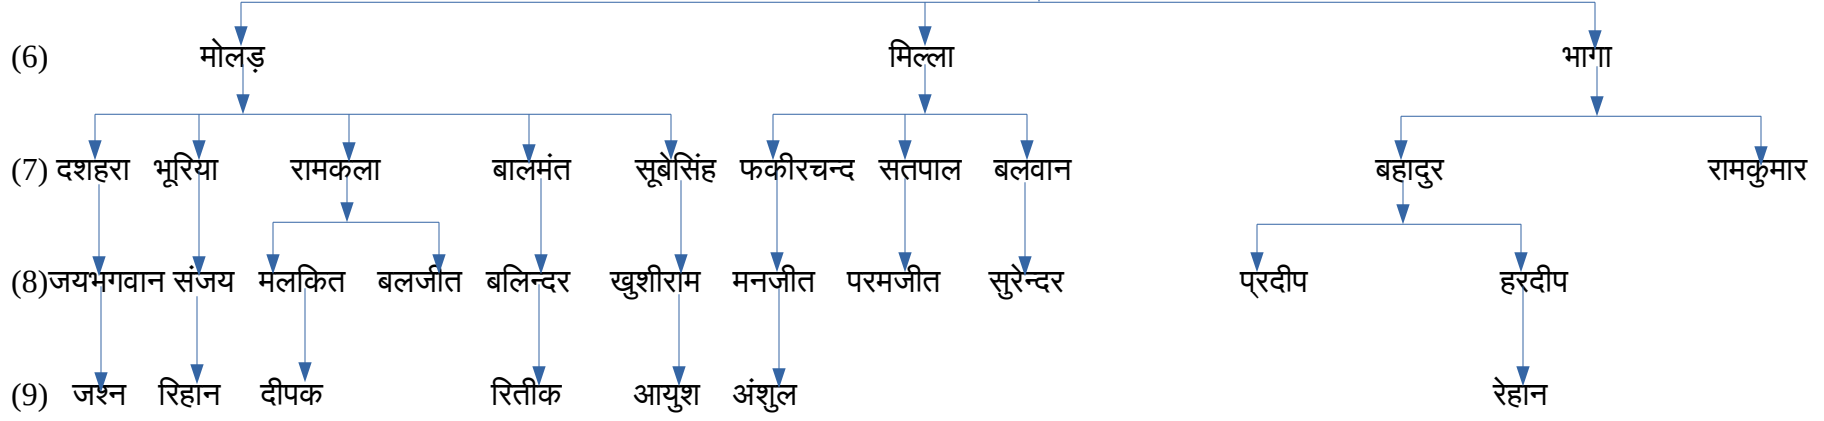 (6) मोलड़ मिल्ला भागा
(7) दशहरा भूरिया रामकला बालमंत सूबेसिंह फकीरचन्द सतपाल बलवान बहादुर रामकुमार
(8) जयभगवान संजय मलकित बलजीत बलिन्दर खुशीराम मनजीत परमजीत सुरेन्दर प्रदीप हरदीप
(9) जश्न रिहान दीपक रितीक आयुश अंशुल रेहान